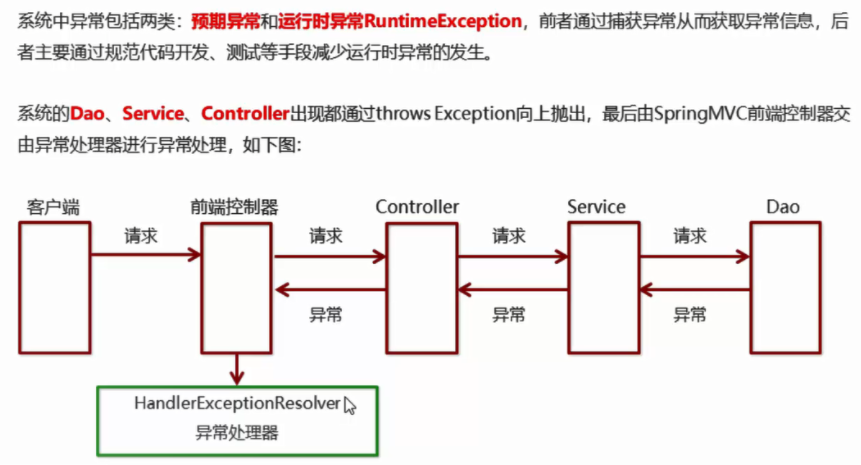 系统中异常包括两类：预期异常和运行时异常RuntimeException，前者通过捕获异常从而获取异常信息，后
者主要通过规范代码开发、测试等手段减少运行时异常的发生。
系统的Dao、Service、Controller出现都通过throws Exception向上抛出，最后由SpringMVC前端控制器交
由异常处理器进行异常处理，如下图：
客户端 前端控制器 Controller Service Dao
请求 请求 请求 请求
异常 异常 异常
HandlerExceptionResolver
异常处理器